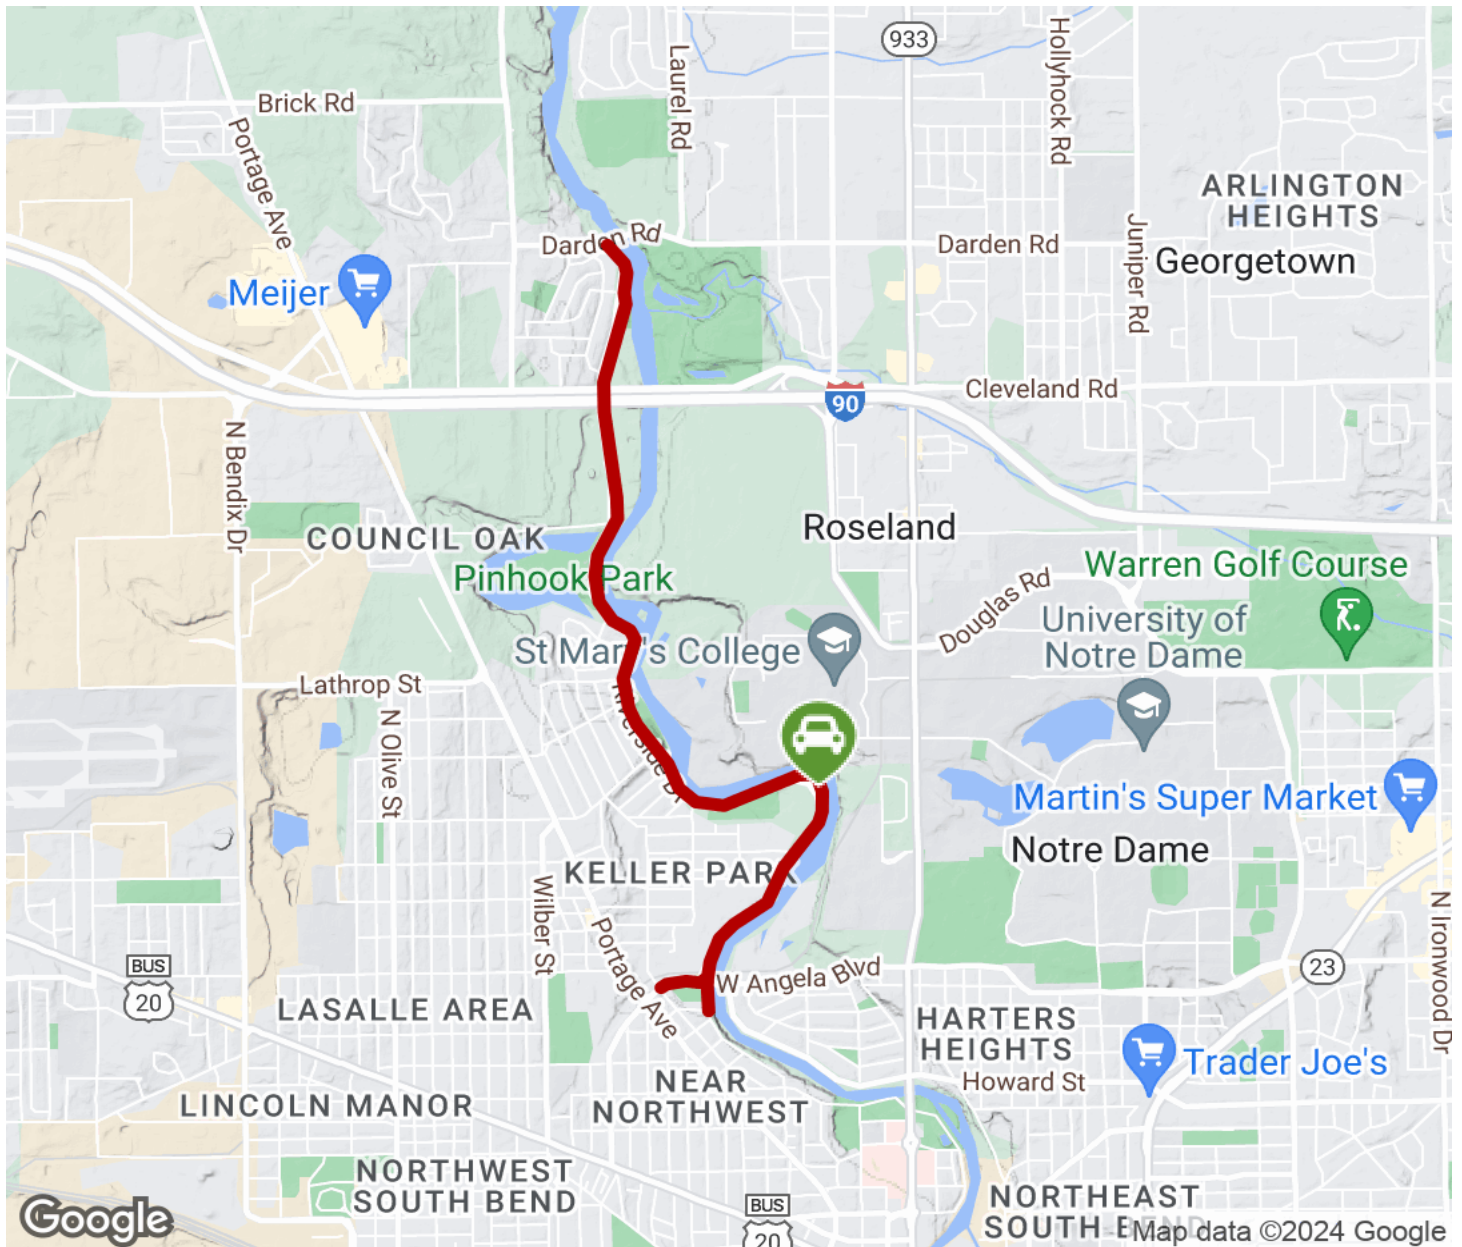 933
Laurel Rd
Hollyhock Rd
Brick Rd
Portage Ave
ARLINGTON
HEIGHTS
Juniper Rd
Darden Rd
Darden Rd
Georgetown
Meijer
90
Cleveland Rd
N Bendix Dr
COUNCIL OAK
Roseland
Pinhook Park
Warren Golf Course
Douglas Rd
University of
Notre Dame
St Mary's College
Lathrop St
N Olive St
Riverside Dr
Martin's Super Market
Notre Dame
KELLER PARK
Wilber St
Portage Ave
N Ironwood Dr
BUS
20
W Angela Blvd
23
LASALLE AREA
HARTERS
HEIGHTS
Trader Joe's
Howard St
NEAR
NORTHWEST
LINCOLN MANOR
NORTHWEST
SOUTH BEND
BUS
20
NORTHEAST
SOUTH BEND
Google
Map data ©2024 Google